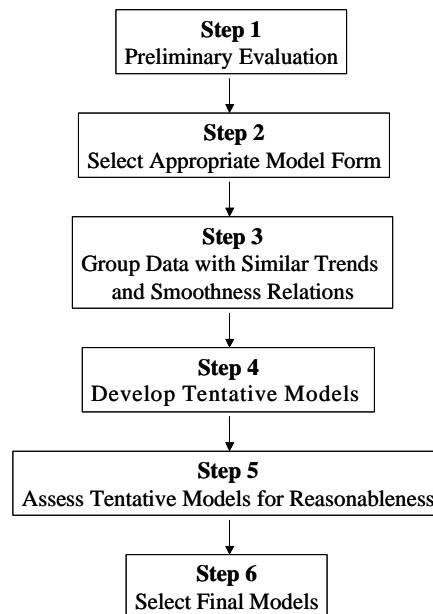 Step 1
Preliminary Evaluation
Step 2
Select Appropriate Model Form
Step 3
Group Data with Similar Trends
and Smoothness Relations
Step 4
Develop Tentative Models
Step 5
Assess Tentative Models for Reasonableness
Step 6
Select Final Models